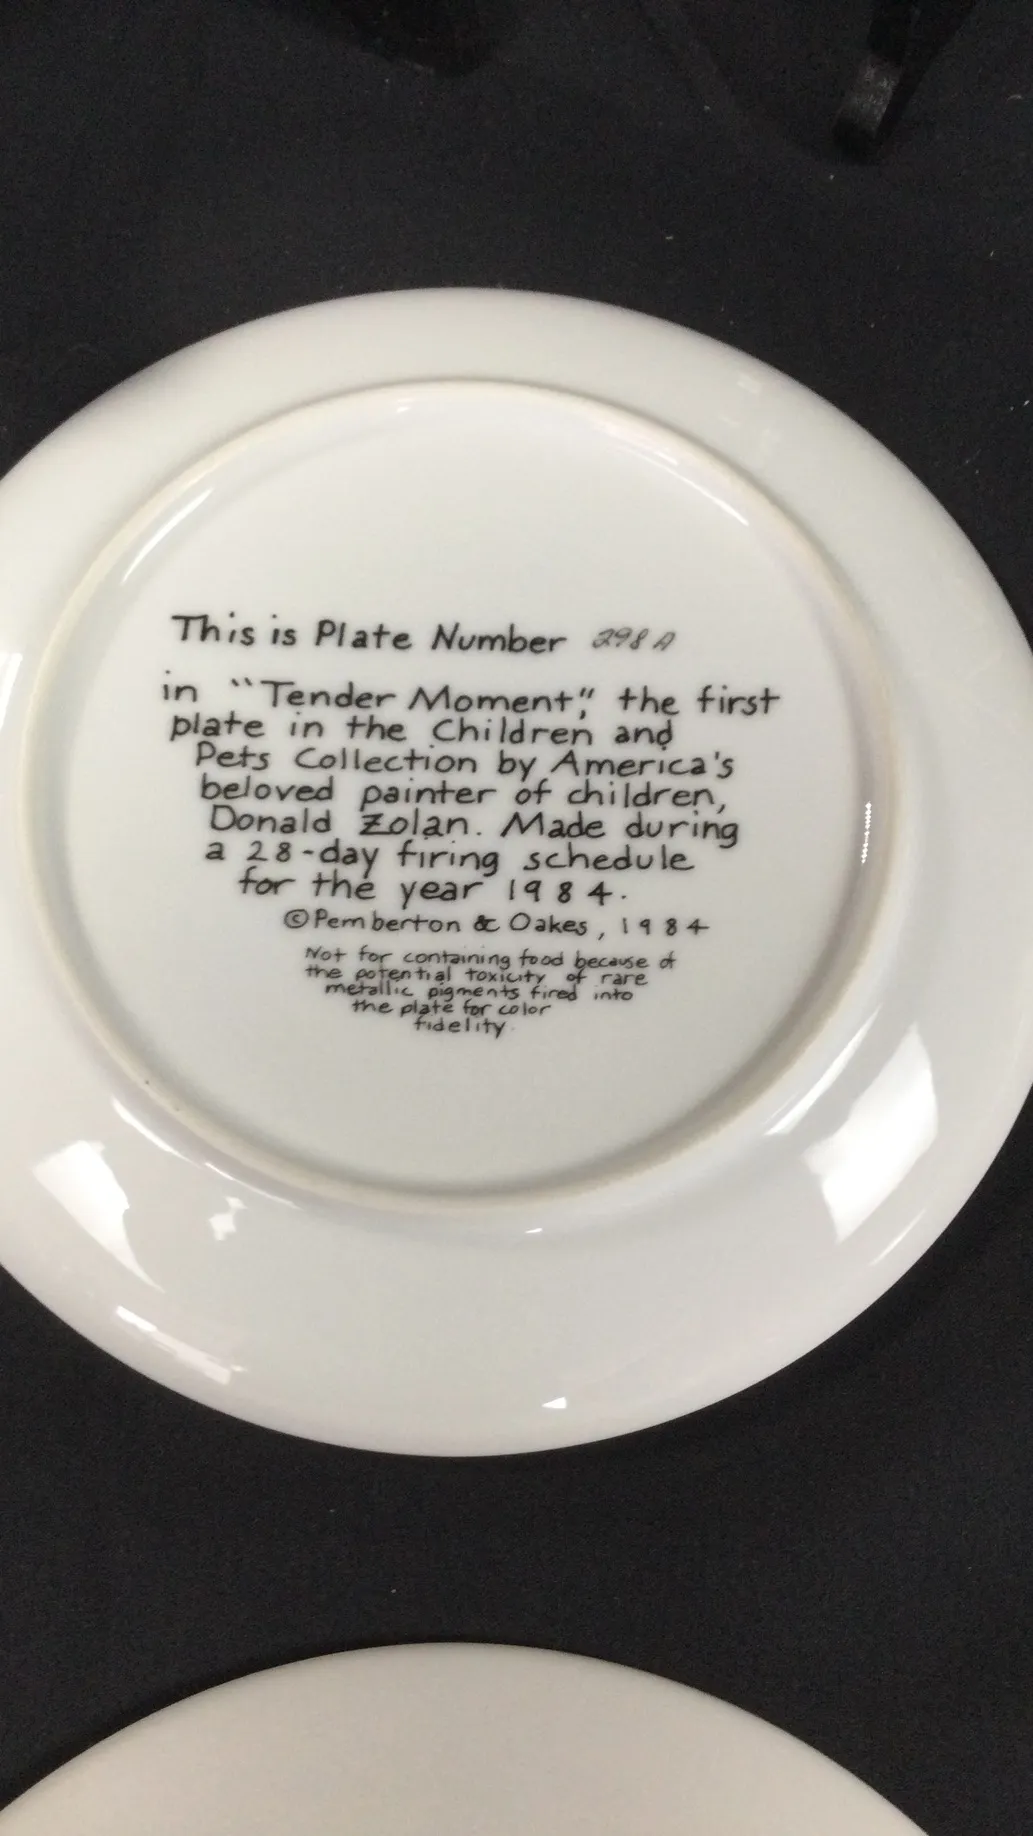 This is Plate Number 298 A
in “Tender Moment,” the first
plate in the Children and
Pets Collection by America's
beloved painter of children,
Donald Zolan. Made during
a 28-day firing schedule
for the year 1984.
©Pemberton & Oakes, 1984
Not for containing food because of
the potential toxicity of rare
metallic pigments fired into
the plate for color
fidelity.